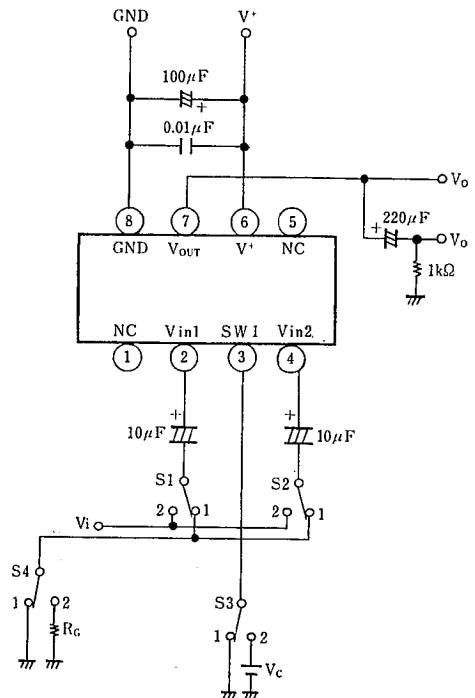 GND V⁺
100μF
+
0.01μF
8 7 6 5
GND VOUT V⁺ NC
Vo
+ 220μF
Vo
1kΩ
NC Vin1 SW1 Vin2
1 2 3 4
+ +
10μF 10μF
S1 S2
2 1 2 1
Vi
S4
1 2
RG
S3
1 2
VC